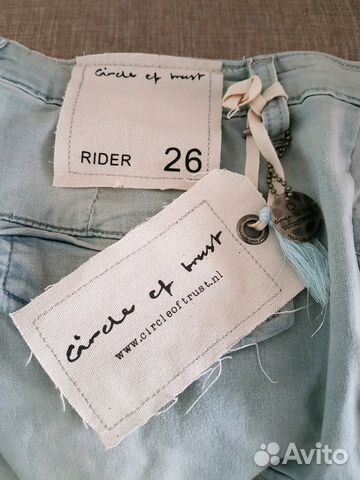 circle of trust
RIDER 26
circle of trust
www.circleoftrust.nl
Avito